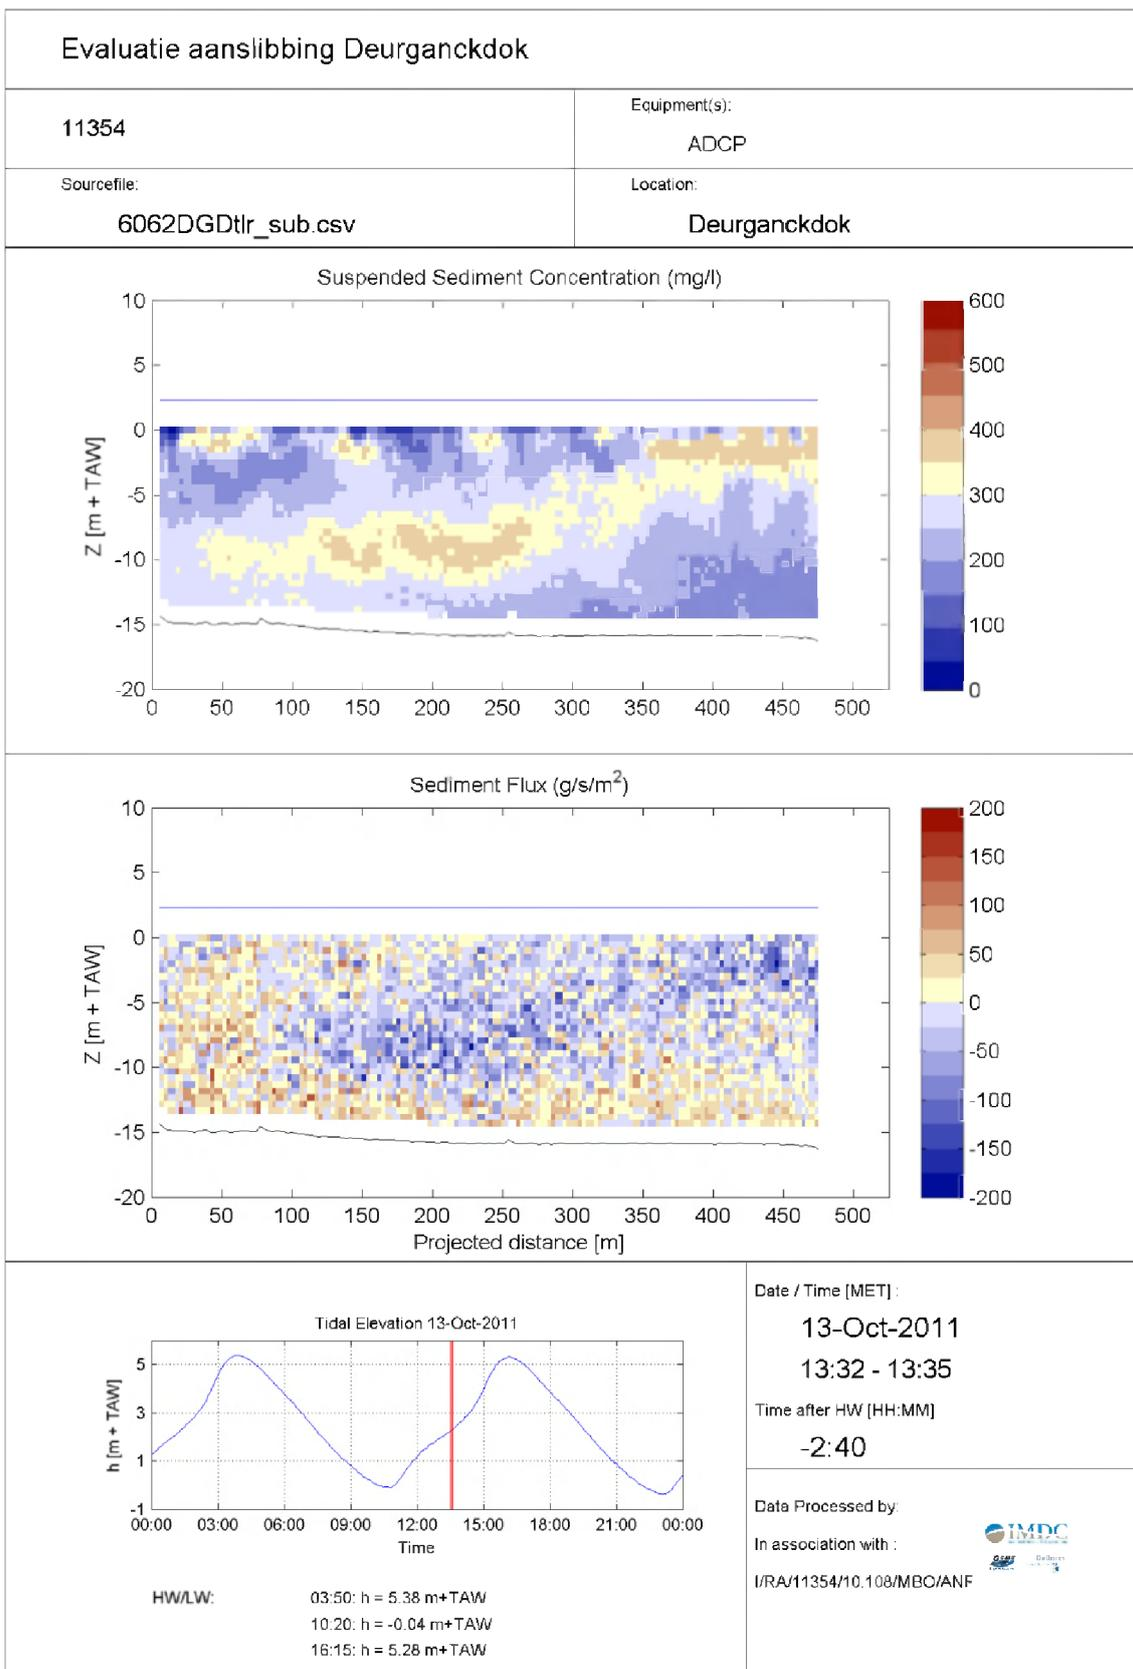 Evaluatie aanslibbing Deurganckdok
11354
Equipment(s):
ADCP
Sourcefile:
6062DGDtlr_sub.csv
Location:
Deurganckdok
Suspended Sediment Concentration (mg/l)
10
5
0
-5
-10
-15
-20
Z [m + TAW]
0 50 100 150 200 250 300 350 400 450 500
600
500
400
300
200
100
0
Sediment Flux (g/s/m²)
10
5
0
-5
-10
-15
-20
Z [m + TAW]
0 50 100 150 200 250 300 350 400 450 500
Projected distance [m]
200
150
100
50
0
-50
-100
-150
-200
Tidal Elevation 13-Oct-2011
5
3
1
-1
h [m + TAW]
00:00 03:00 06:00 09:00 12:00 15:00 18:00 21:00 00:00
Time
HW/LW:
03:50: h = 5.38 m+TAW
10:20: h = -0.04 m+TAW
16:15: h = 5.28 m+TAW
Date / Time [MET] :
13-Oct-2011
13:32 - 13:35
Time after HW [HH:MM]
-2:40
Data Processed by:
IMDC
In association with :
I/RA/11354/10.108/MBO/ANF